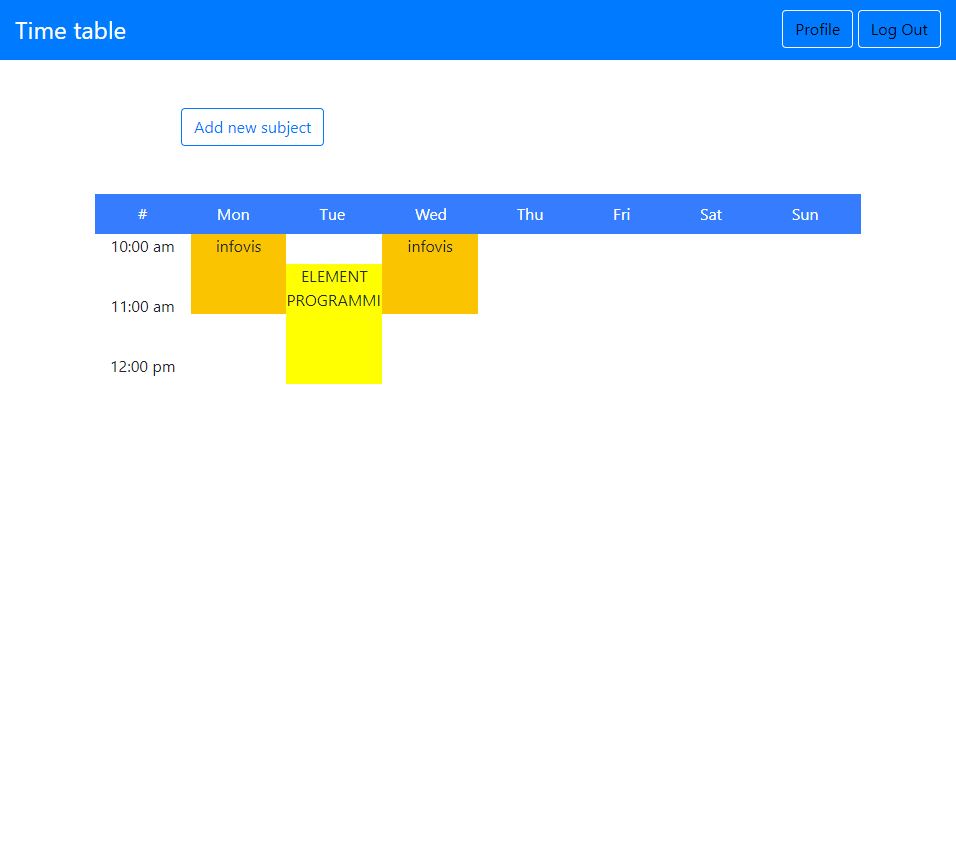 Time table
Profile Log Out
Add new subject
# Mon Tue Wed Thu Fri Sat Sun
10:00 am infovis infovis
ELEMENT
PROGRAMMI
11:00 am
12:00 pm